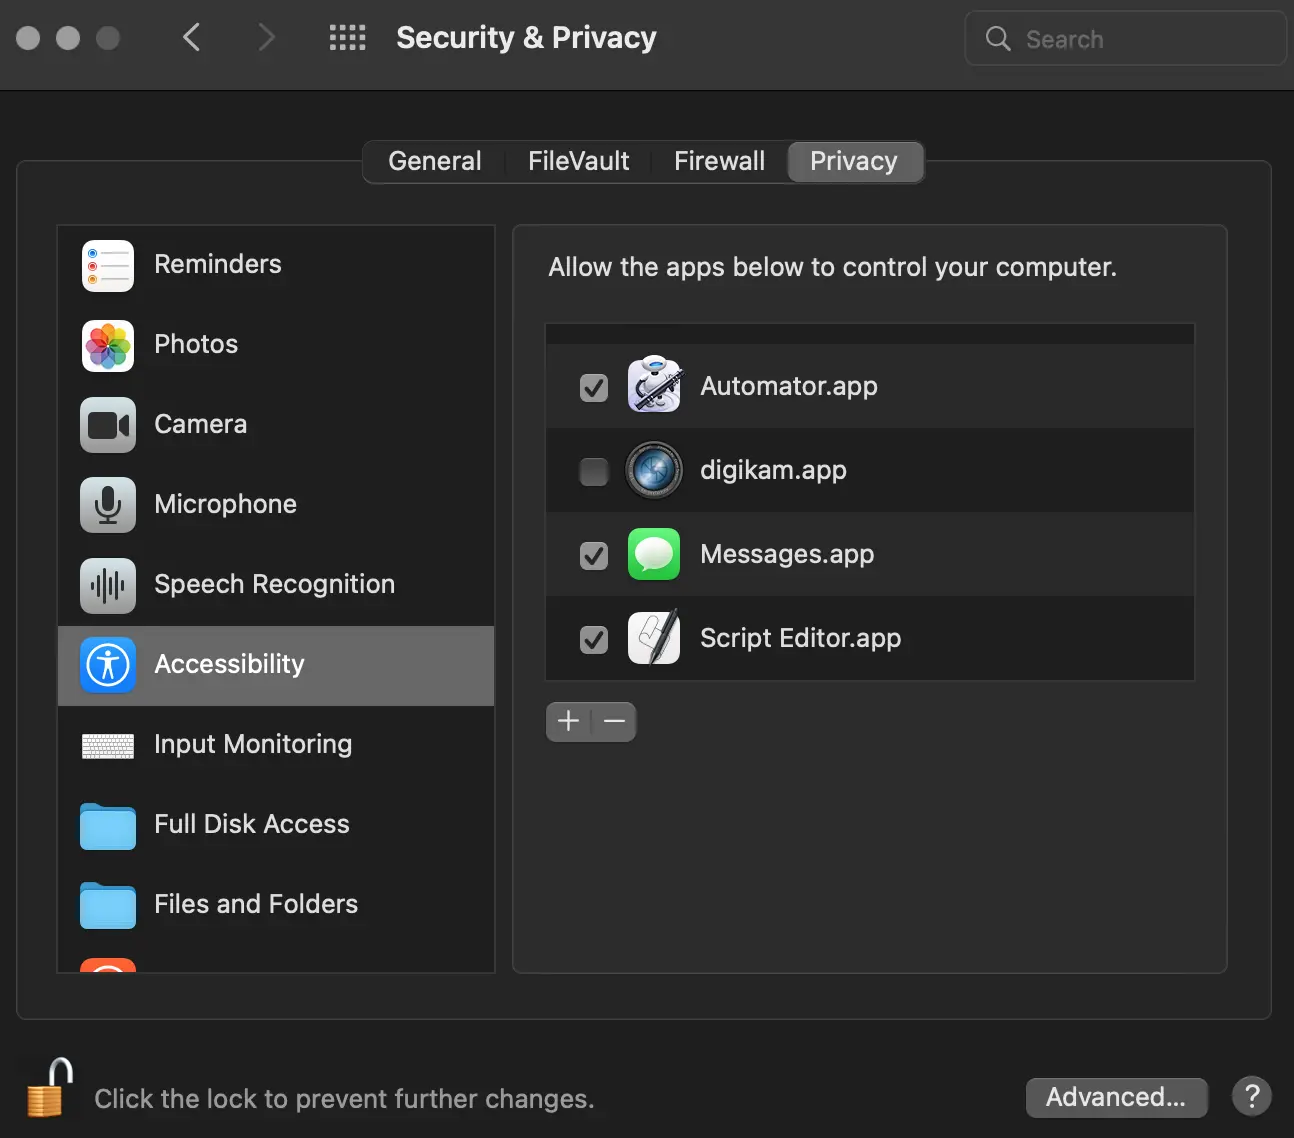 Security & Privacy
Search
General FileVault Firewall Privacy
Reminders
Photos
Camera
Microphone
Speech Recognition
Accessibility
Input Monitoring
Full Disk Access
Files and Folders
Allow the apps below to control your computer.
Automator.app
digikam.app
Messages.app
Script Editor.app
+ −
Click the lock to prevent further changes.
Advanced... ?